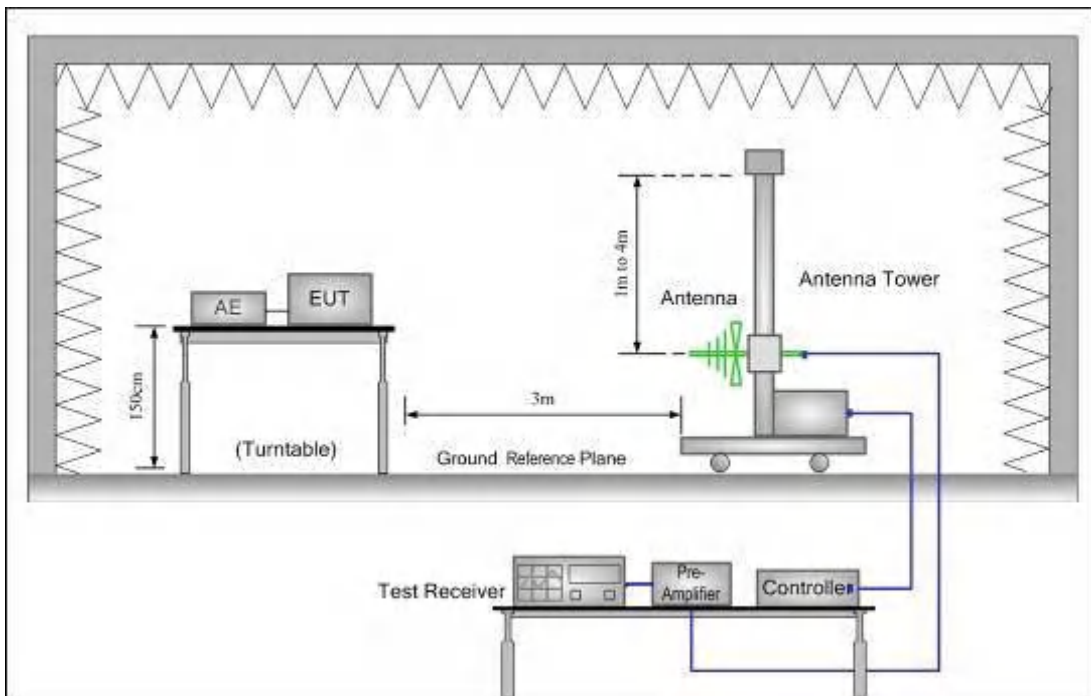 1m to 4m
Antenna Tower
Antenna
AE
EUT
150cm
3m
(Turntable)
Ground Reference Plane
Test Receiver
Pre-
Amplifier
Controller